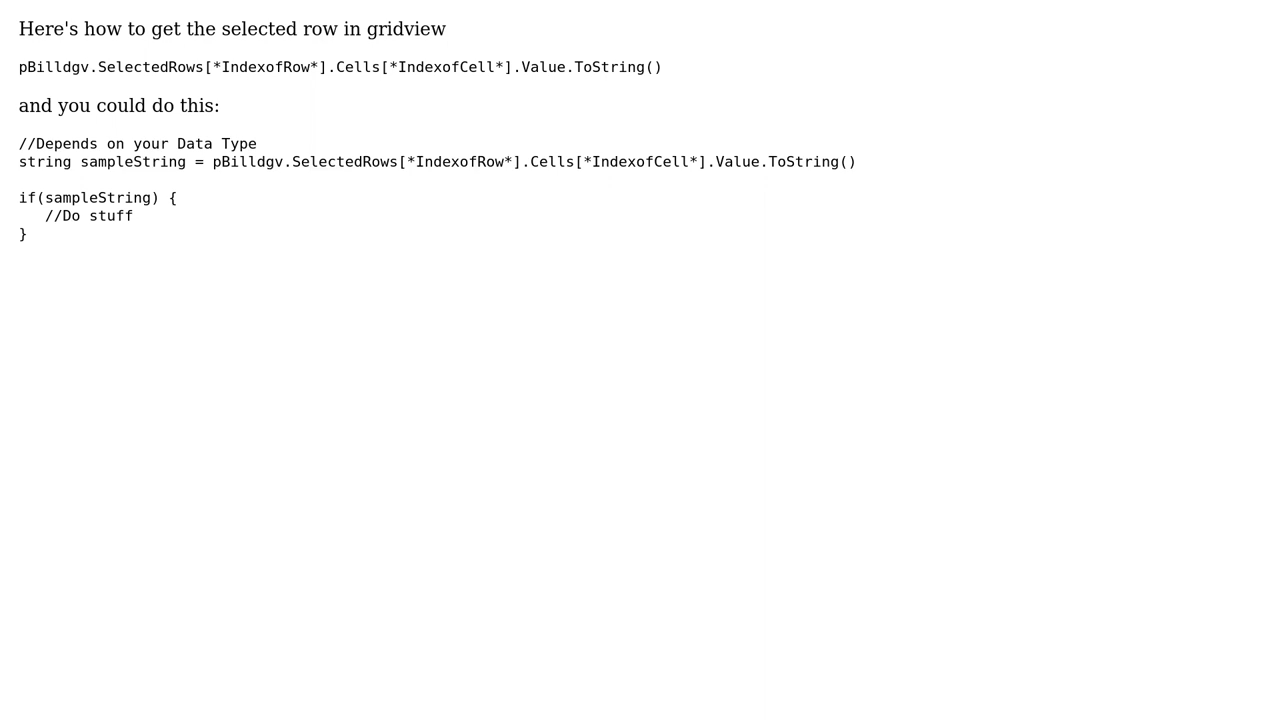 Here's how to get the selected row in gridview
pBilldgv.SelectedRows[*IndexofRow*].Cells[*IndexofCell*].Value.ToString()
and you could do this:
//Depends on your Data Type
string sampleString = pBilldgv.SelectedRows[*IndexofRow*].Cells[*IndexofCell*].Value.ToString()
if(sampleString) {
   //Do stuff
}